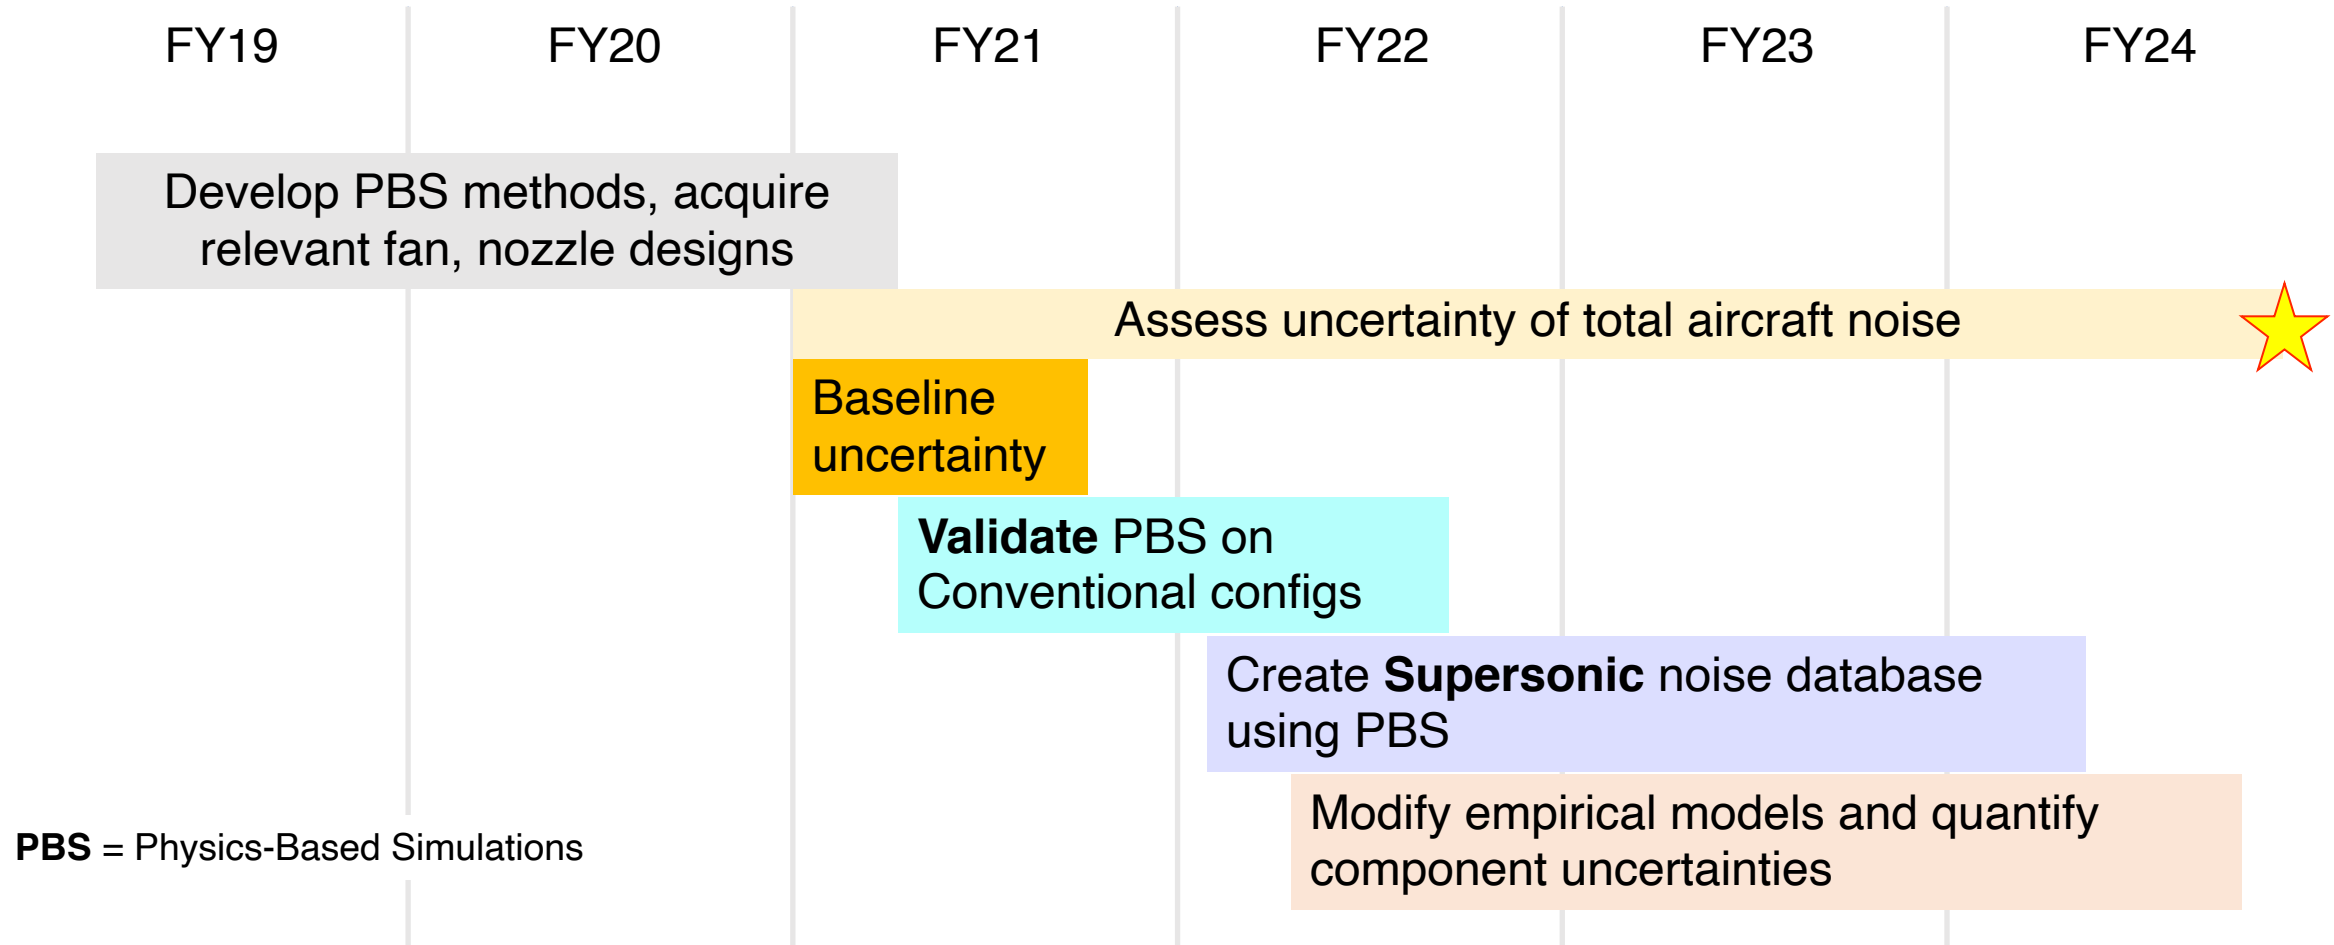 FY19
FY20
FY21
FY22
FY23
FY24
Develop PBS methods, acquire
relevant fan, nozzle designs
Assess uncertainty of total aircraft noise
Baseline
uncertainty
Validate PBS on
Conventional configs
Create Supersonic noise database
using PBS
Modify empirical models and quantify
component uncertainties
PBS = Physics-Based Simulations